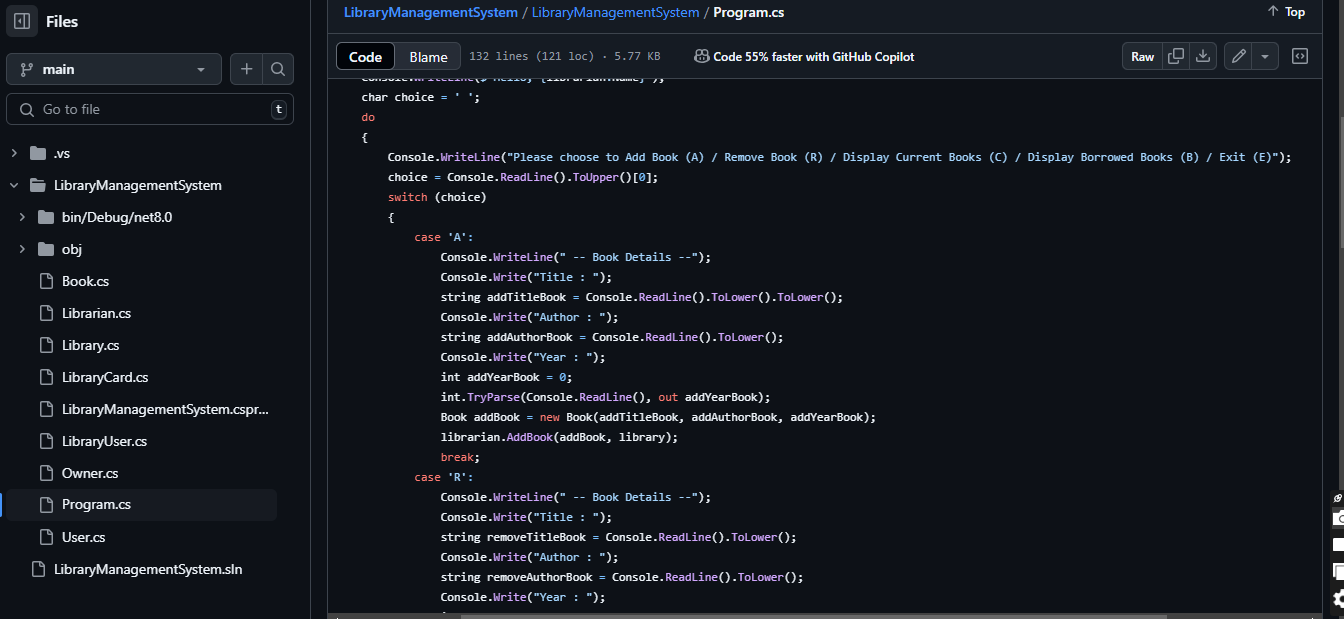 Files
main
Go to file
t
.vs
LibraryManagementSystem
bin/Debug/net8.0
obj
Book.cs
Librarian.cs
Library.cs
LibraryCard.cs
LibraryManagementSystem.cspr...
LibraryUser.cs
Owner.cs
Program.cs
User.cs
LibraryManagementSystem.sln
LibraryManagementSystem / LibraryManagementSystem / Program.cs
Top
Code Blame 132 lines (121 loc) · 5.77 KB Code 55% faster with GitHub Copilot Raw
char choice = ' ';
do
{
Console.WriteLine("Please choose to Add Book (A) / Remove Book (R) / Display Current Books (C) / Display Borrowed Books (B) / Exit (E)");
choice = Console.ReadLine().ToUpper()[0];
switch (choice)
{
case 'A':
Console.WriteLine(" -- Book Details --");
Console.Write("Title : ");
string addTitleBook = Console.ReadLine().ToLower().ToLower();
Console.Write("Author : ");
string addAuthorBook = Console.ReadLine().ToLower();
Console.Write("Year : ");
int addYearBook = 0;
int.TryParse(Console.ReadLine(), out addYearBook);
Book addBook = new Book(addTitleBook, addAuthorBook, addYearBook);
librarian.AddBook(addBook, library);
break;
case 'R':
Console.WriteLine(" -- Book Details --");
Console.Write("Title : ");
string removeTitleBook = Console.ReadLine().ToLower();
Console.Write("Author : ");
string removeAuthorBook = Console.ReadLine().ToLower();
Console.Write("Year : ");